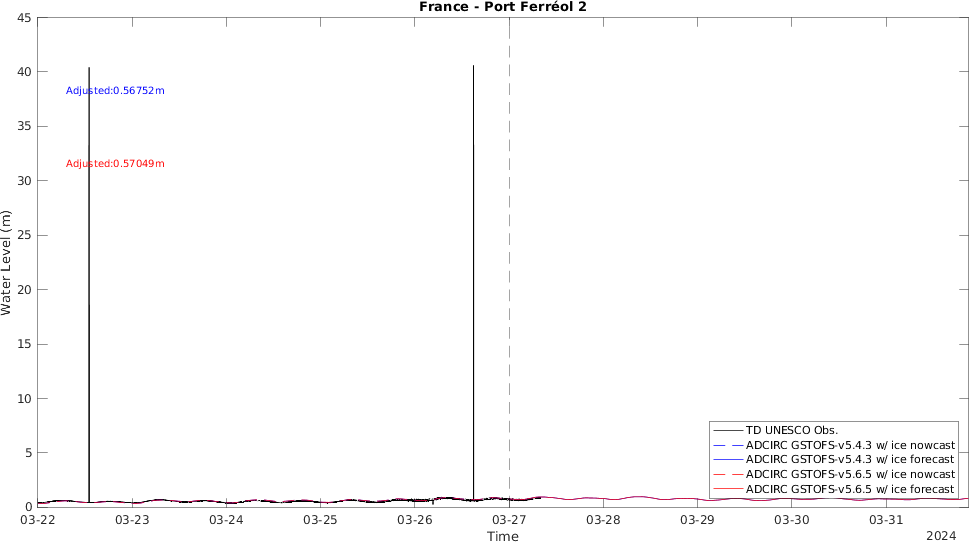 France - Port Ferréol 2
45
40
35
30
25
20
15
10
5
0
Water Level (m)
Adjusted:0.56752m
Adjusted:0.57049m
TD UNESCO Obs.
ADCIRC GSTOFS-v5.4.3 w/ ice nowcast
ADCIRC GSTOFS-v5.4.3 w/ ice forecast
ADCIRC GSTOFS-v5.6.5 w/ ice nowcast
ADCIRC GSTOFS-v5.6.5 w/ ice forecast
03-22 03-23 03-24 03-25 03-26 03-27 03-28 03-29 03-30 03-31
Time
2024